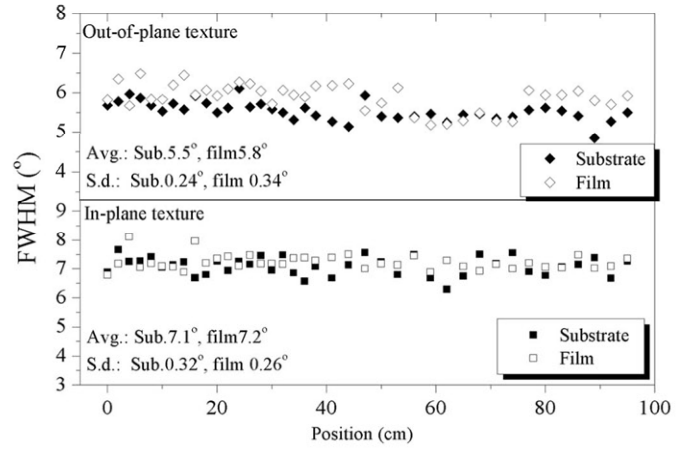 8
Out-of-plane texture
7
6
5
Avg.: Sub.5.5°, film5.8°
S.d.: Sub.0.24°, film 0.34°
4
Substrate
Film
FWHM (°)
9
In-plane texture
8
7
6
5
Avg.: Sub.7.1°, film7.2°
S.d.: Sub.0.32°, film 0.26°
4
3
Substrate
Film
0 20 40 60 80 100
Position (cm)